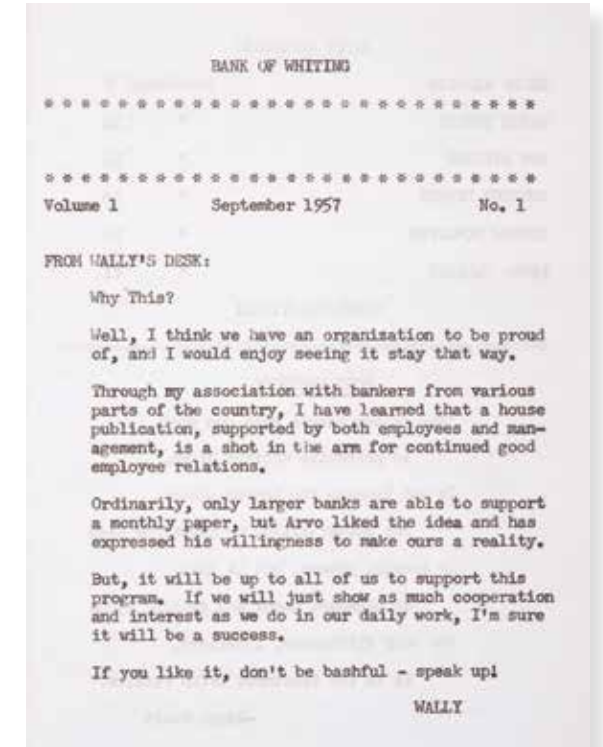 BANK OF WHITING
* * * * * * * * * * * * * * * * * * * * * * * * * * *
* * * * * * * * * * * * * * * * * * * * * * * * * * *
Volume 1 September 1957 No. 1
FROM WALLY'S DESK:
Why This?
Well, I think we have an organization to be proud
of, and I would enjoy seeing it stay that way.
Through my association with bankers from various
parts of the country, I have learned that a house
publication, supported by both employees and man-
agement, is a shot in the arm for continued good
employee relations.
Ordinarily, only larger banks are able to support
a monthly paper, but Arvo liked the idea and has
expressed his willingness to make ours a reality.
But, it will be up to all of us to support this
program. If we will just show as much cooperation
and interest as we do in our daily work, I'm sure
it will be a success.
If you like it, don't be bashful - speak up!
WALLY